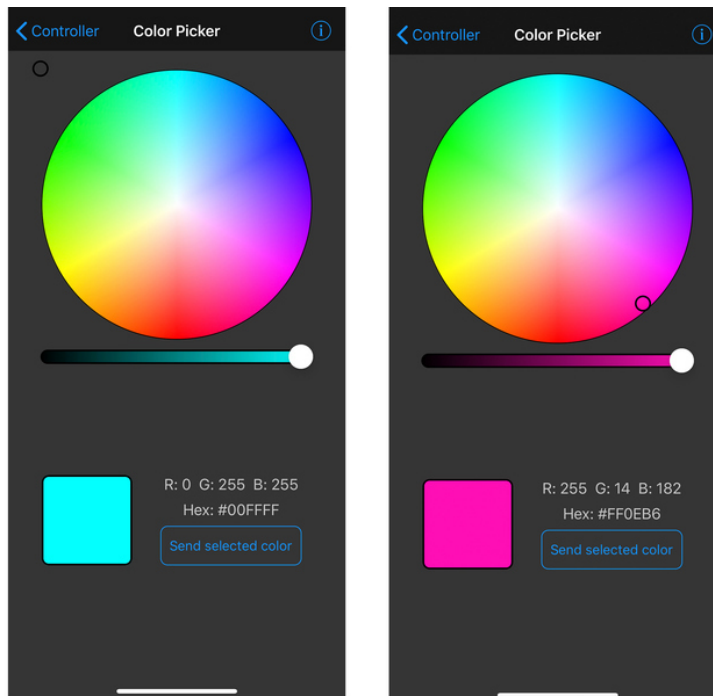 Controller Color Picker
R: 0 G: 255 B: 255
Hex: #00FFFF
Send selected color
Controller Color Picker
R: 255 G: 14 B: 182
Hex: #FF0EB6
Send selected color